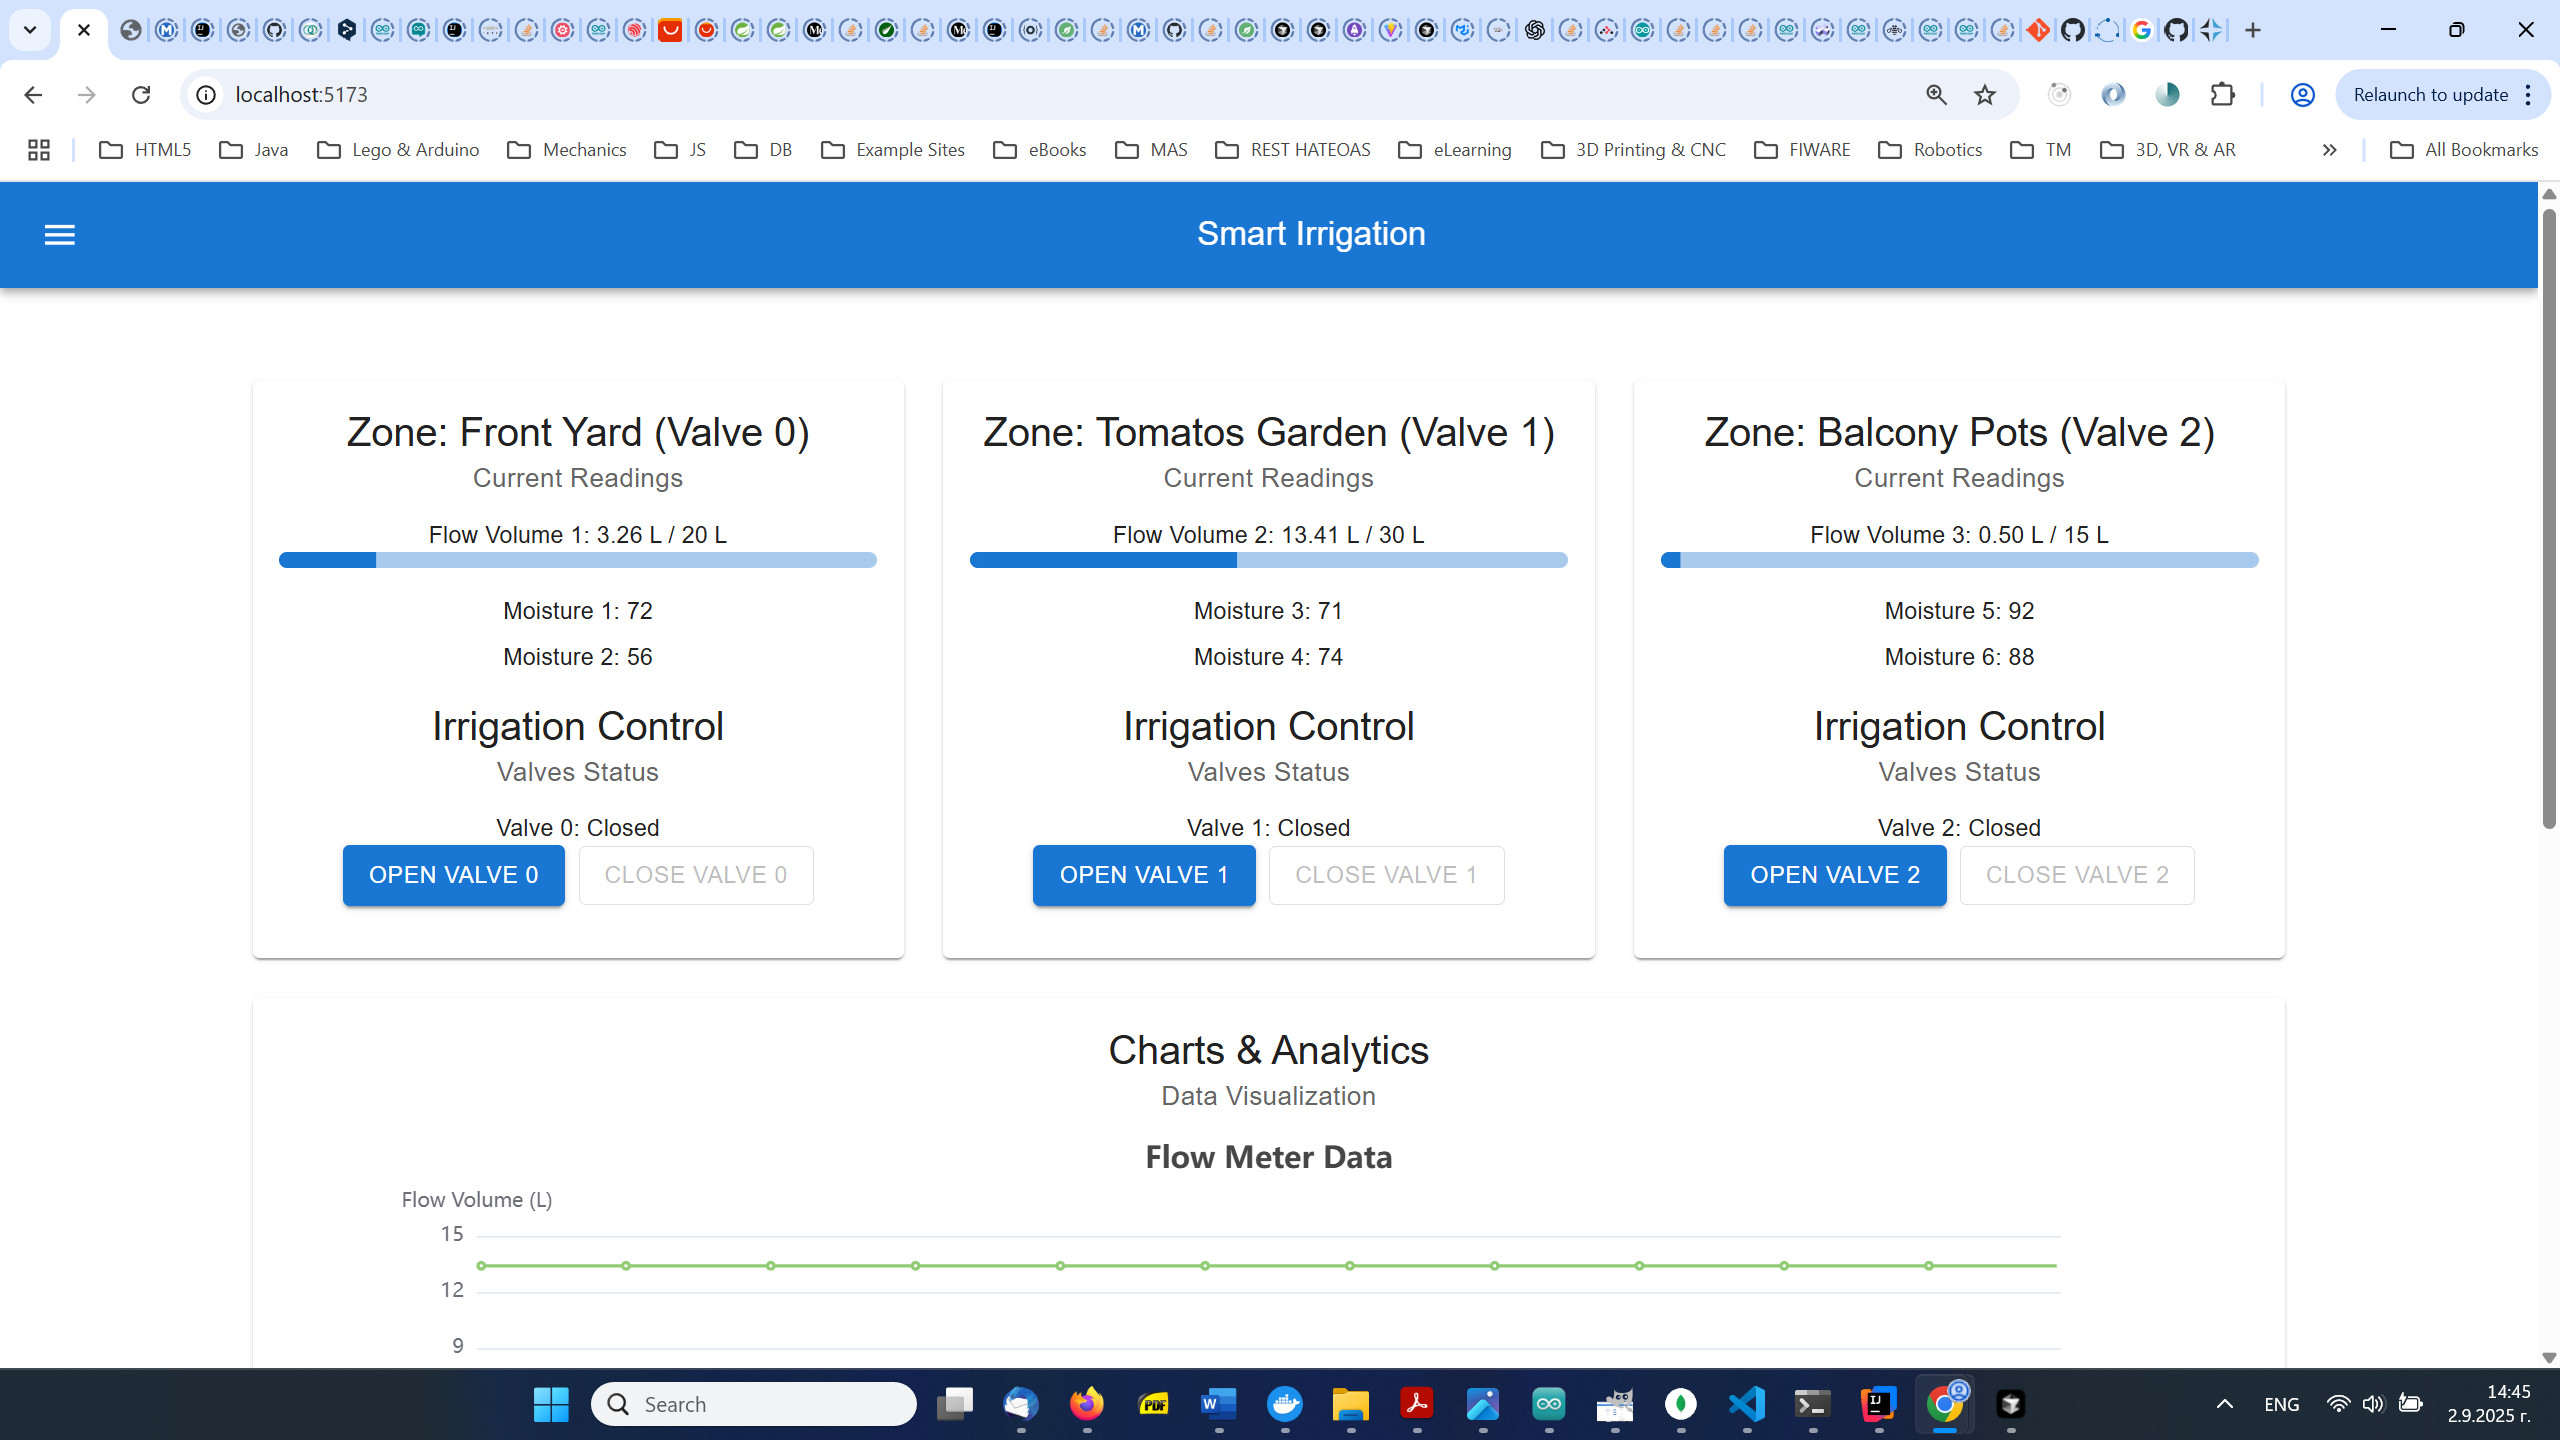 localhost:5173
Relaunch to update
HTML5
Java
Lego & Arduino
Mechanics
JS
DB
Example Sites
eBooks
MAS
REST HATEOAS
eLearning
3D Printing & CNC
FIWARE
Robotics
TM
3D, VR & AR
All Bookmarks
Smart Irrigation
Zone: Front Yard (Valve 0)
Current Readings
Flow Volume 1: 3.26 L / 20 L
Moisture 1: 72
Moisture 2: 56
Irrigation Control
Valves Status
Valve 0: Closed
OPEN VALVE 0
CLOSE VALVE 0
Zone: Tomatos Garden (Valve 1)
Current Readings
Flow Volume 2: 13.41 L / 30 L
Moisture 3: 71
Moisture 4: 74
Irrigation Control
Valves Status
Valve 1: Closed
OPEN VALVE 1
CLOSE VALVE 1
Zone: Balcony Pots (Valve 2)
Current Readings
Flow Volume 3: 0.50 L / 15 L
Moisture 5: 92
Moisture 6: 88
Irrigation Control
Valves Status
Valve 2: Closed
OPEN VALVE 2
CLOSE VALVE 2
Charts & Analytics
Data Visualization
Flow Meter Data
Flow Volume (L)
15
12
9
Search
PDF
W
IJ
ENG
14:45
2.9.2025 г.